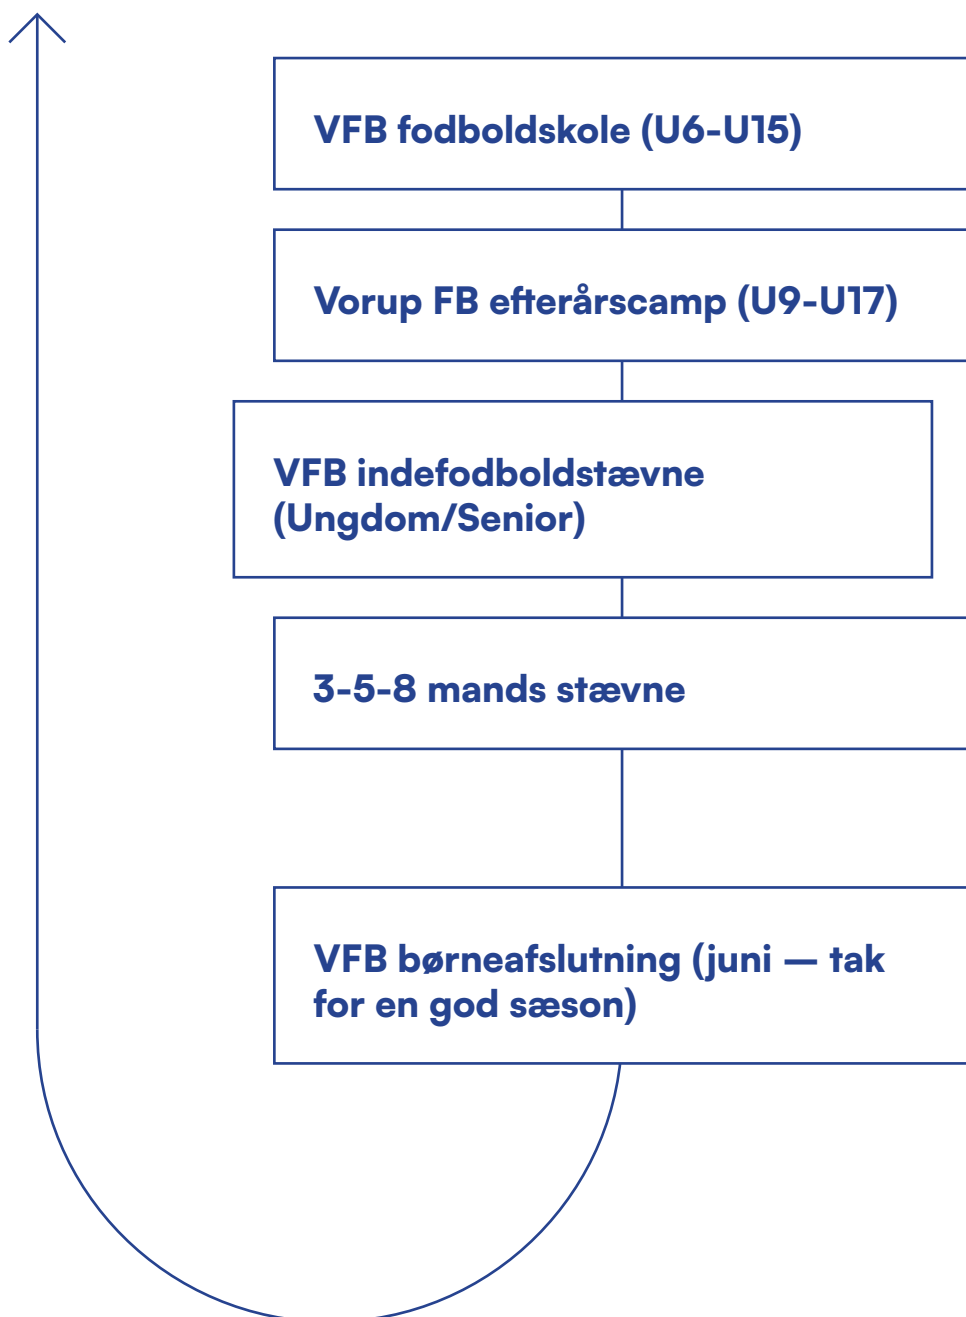 VFB fodboldskole (U6-U15)
Vorup FB efterårscamp (U9-U17)
VFB indefodboldstævne
(Ungdom/Senior)
3-5-8 mands stævne
VFB børneafslutning (juni — tak
for en god sæson)